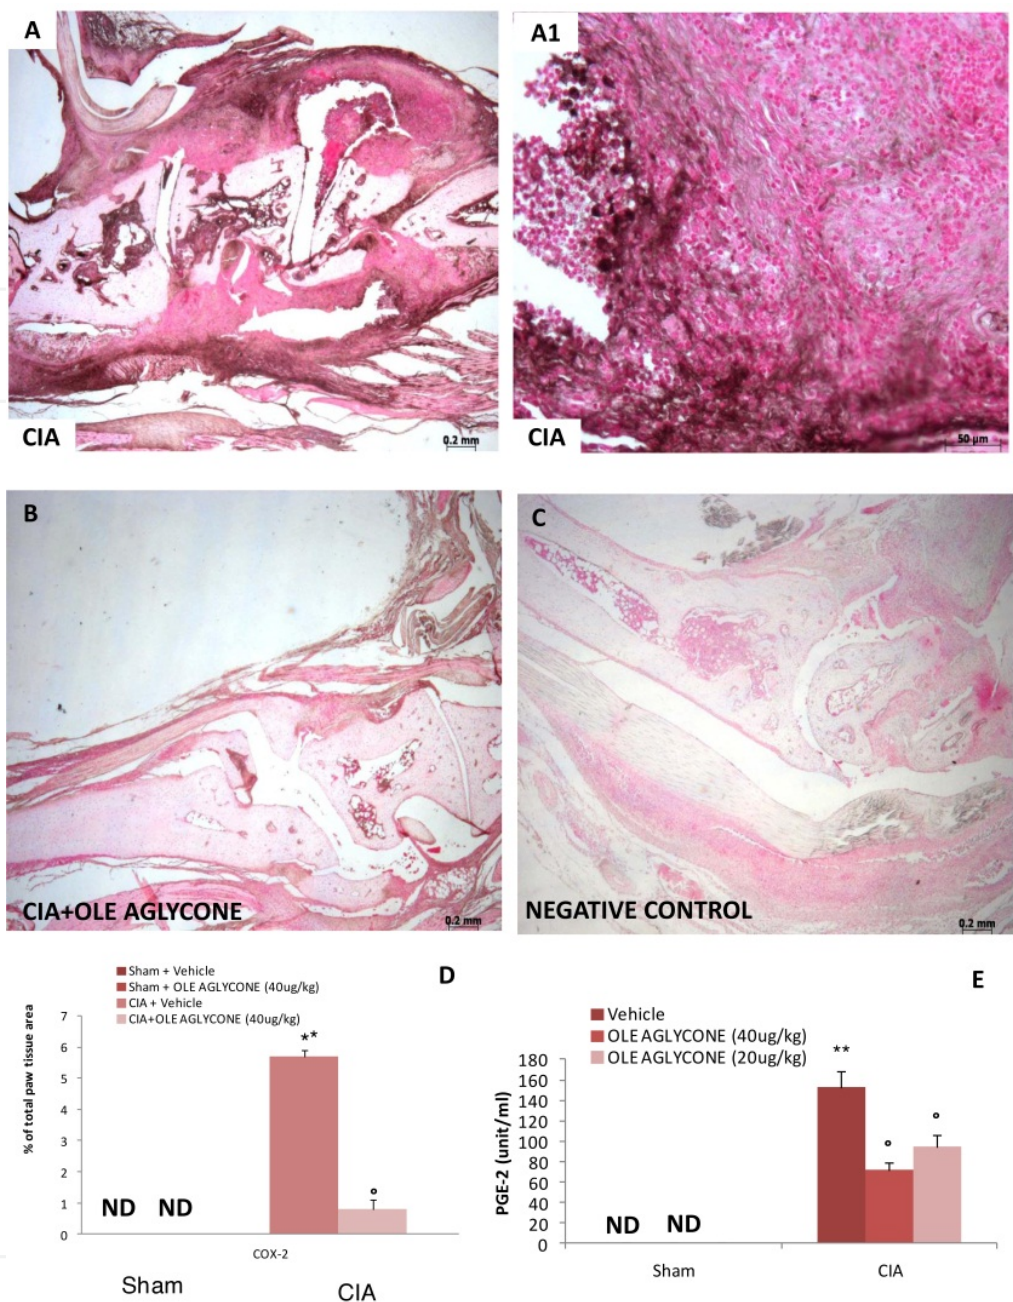 A
CIA
0.2 mm
A1
CIA
50 µm
B
CIA+OLE AGLYCONE
0.2 mm
C
NEGATIVE CONTROL
0.2 mm
D
Sham + Vehicle
Sham + OLE AGLYCONE (40ug/kg)
CIA + Vehicle
CIA+OLE AGLYCONE (40ug/kg)
% of total paw tissue area
7
6
5
4
3
2
1
0
**
°
ND ND
COX-2
Sham CIA
E
Vehicle
OLE AGLYCONE (40ug/kg)
OLE AGLYCONE (20ug/kg)
PGE-2 (unit/ml)
180
160
140
120
100
80
60
40
20
0
**
°
°
ND ND
Sham CIA